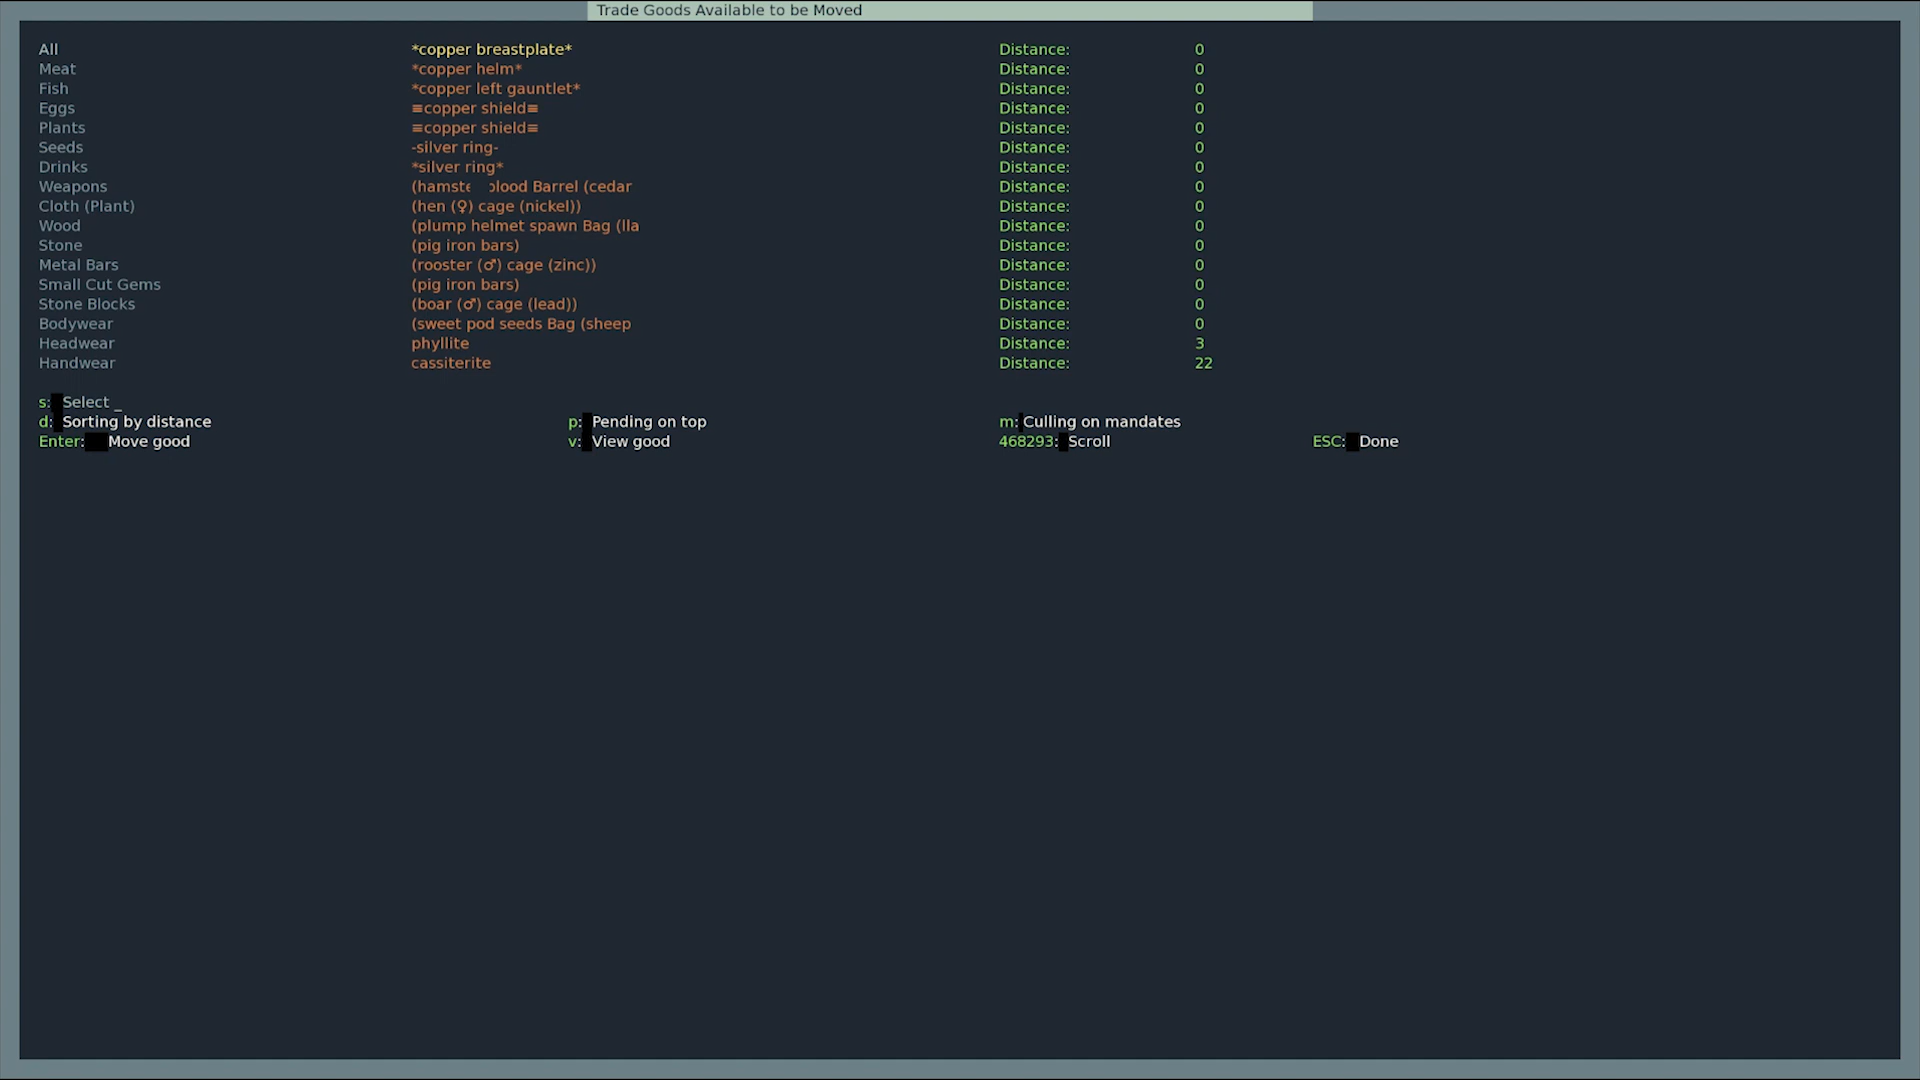 Trade Goods Available to be Moved
All *copper breastplate* Distance: 0
Meat *copper helm* Distance: 0
Fish *copper left gauntlet* Distance: 0
Eggs ≡copper shield≡ Distance: 0
Plants ≡copper shield≡ Distance: 0
Seeds -silver ring- Distance: 0
Drinks *silver ring* Distance: 0
Weapons blood Barrel (cedar Distance: 0
Cloth (Plant) (hen (♀) cage (nickel)) Distance: 0
Wood (plump helmet spawn Bag (lla Distance: 0
Stone (pig iron bars) Distance: 0
Metal Bars (rooster (♂) cage (zinc)) Distance: 0
Small Cut Gems (pig iron bars) Distance: 0
Stone Blocks (boar (♂) cage (lead)) Distance: 0
Bodywear (sweet pod seeds Bag (sheep Distance: 0
Headwear phyllite Distance: 3
Handwear cassiterite Distance: 22
s: Select _
d: Sorting by distance p: Pending on top m: Culling on mandates
Enter: Move good v: View good 468293: Scroll ESC: Done